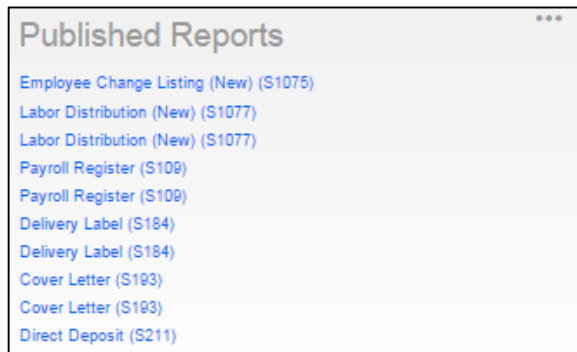 Published Reports
Employee Change Listing (New) (S1075)
Labor Distribution (New) (S1077)
Labor Distribution (New) (S1077)
Payroll Register (S109)
Payroll Register (S109)
Delivery Label (S184)
Delivery Label (S184)
Cover Letter (S193)
Cover Letter (S193)
Direct Deposit (S211)